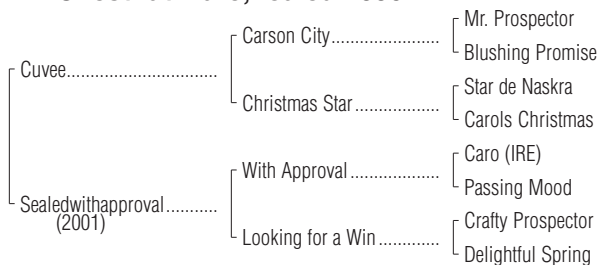 Mr. Prospector
Carson City
Blushing Promise
Cuvee
Star de Naskra
Christmas Star
Carols Christmas
Caro (IRE)
With Approval
Passing Mood
Sealedwithapproval
(2001)
Crafty Prospector
Looking for a Win
Delightful Spring